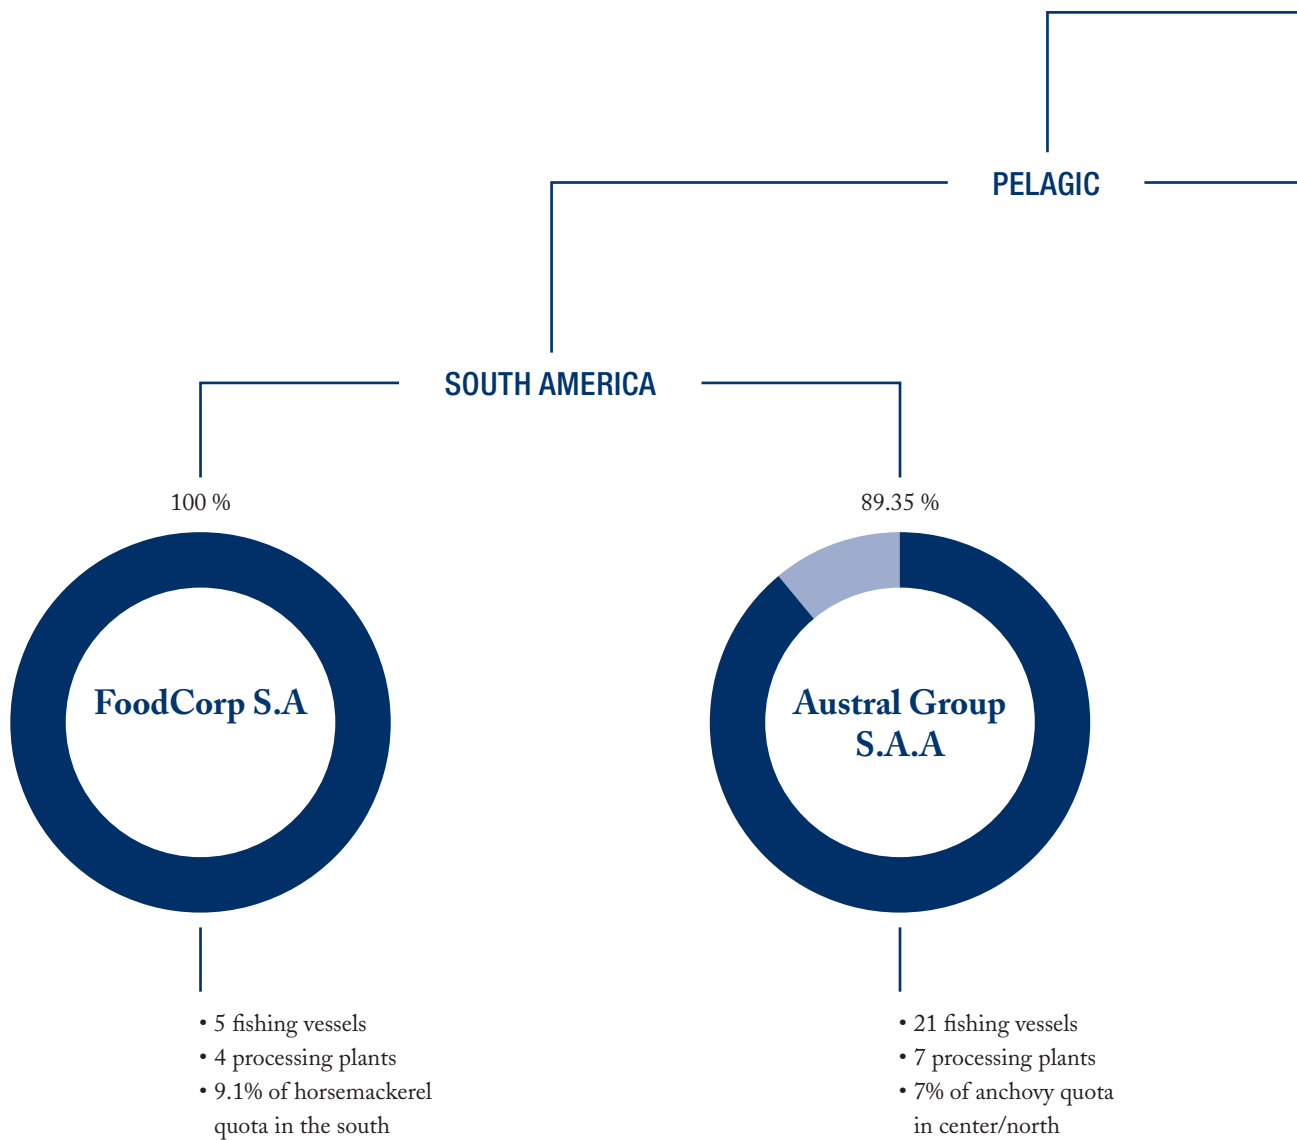 PELAGIC
SOUTH AMERICA
100 %
89.35 %
FoodCorp S.A
Austral Group
S.A.A
• 5 fishing vessels
• 4 processing plants
• 9.1% of horsemackerel
quota in the south
• 21 fishing vessels
• 7 processing plants
• 7% of anchovy quota
in center/north